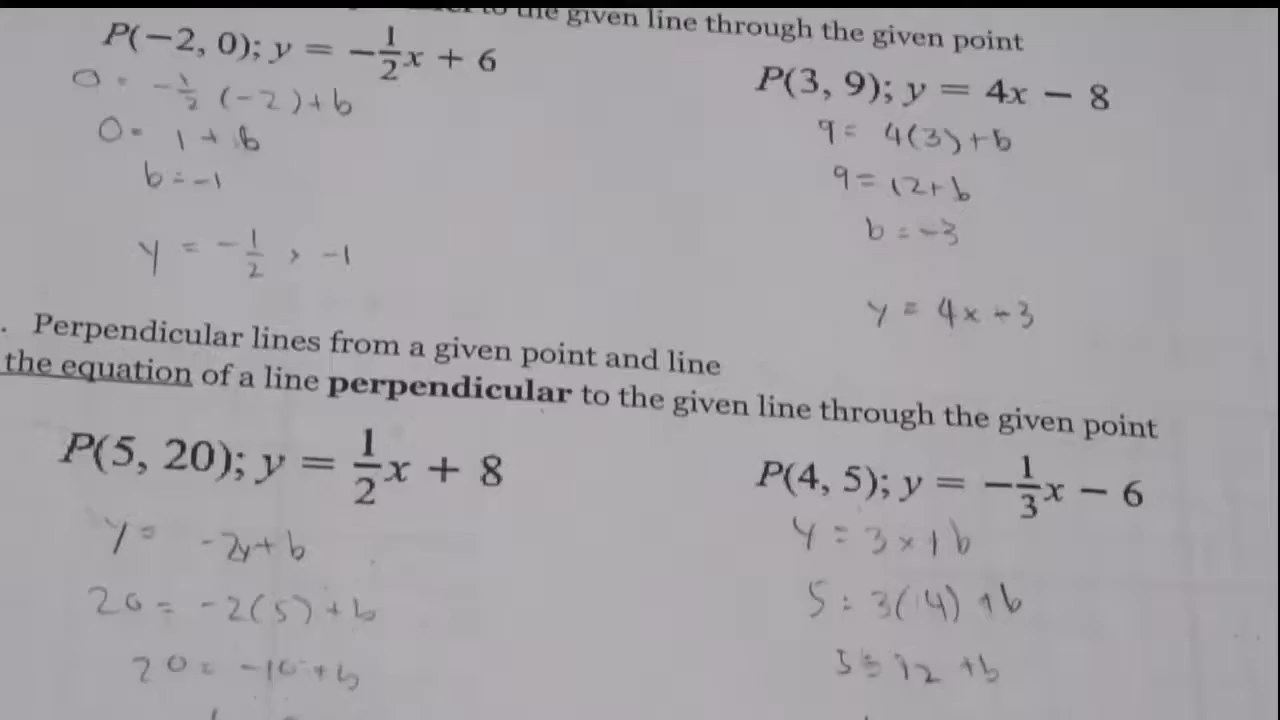 to the given line through the given point
P(−2, 0); y = −1/2x + 6
0 = −1/2 (−2) + b
0 = 1 + b
b = −1
y = −1/2 x −1
P(3, 9); y = 4x − 8
9 = 4(3) + b
9 = 12 + b
b = −3
y = 4x − 3
. Perpendicular lines from a given point and line
the equation of a line perpendicular to the given line through the given point
P(5, 20); y = 1/2x + 8
y = −2x + b
20 = −2(5) + b
20 = −10 + b
P(4, 5); y = −1/3x − 6
y = 3x + b
5 = 3(4) + b
5 = 12 + b